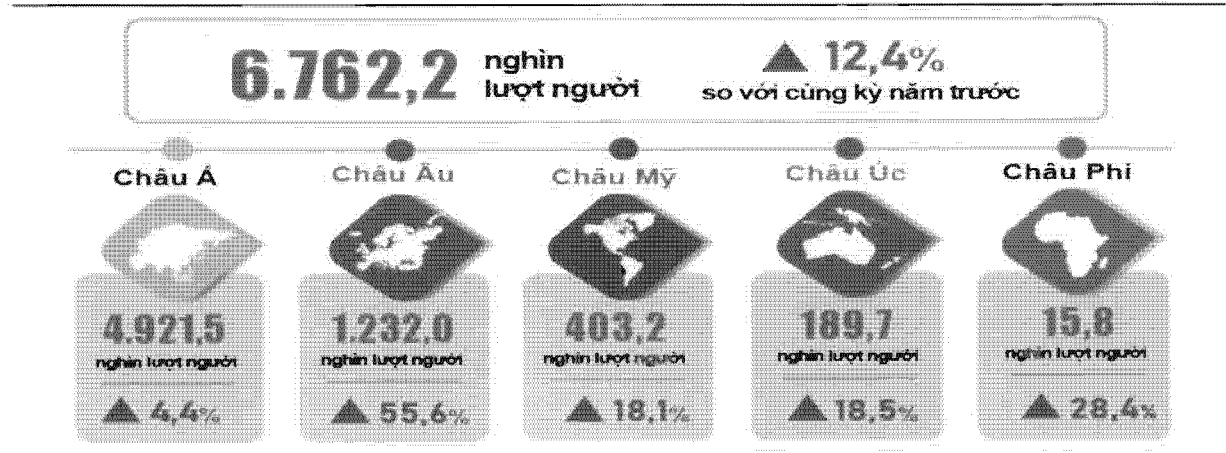 6.762,2 nghìn lượt người ▲ 12,4% so với cùng kỳ năm trước
Châu Á Châu Âu Châu Mỹ Châu Úc Châu Phi
4.921,5 1.232,0 403,2 189,7 15,8
nghìn lượt người nghìn lượt người nghìn lượt người nghìn lượt người nghìn lượt người
▲ 4,4% ▲ 55,6% ▲ 18,1% ▲ 18,5% ▲ 28,4%